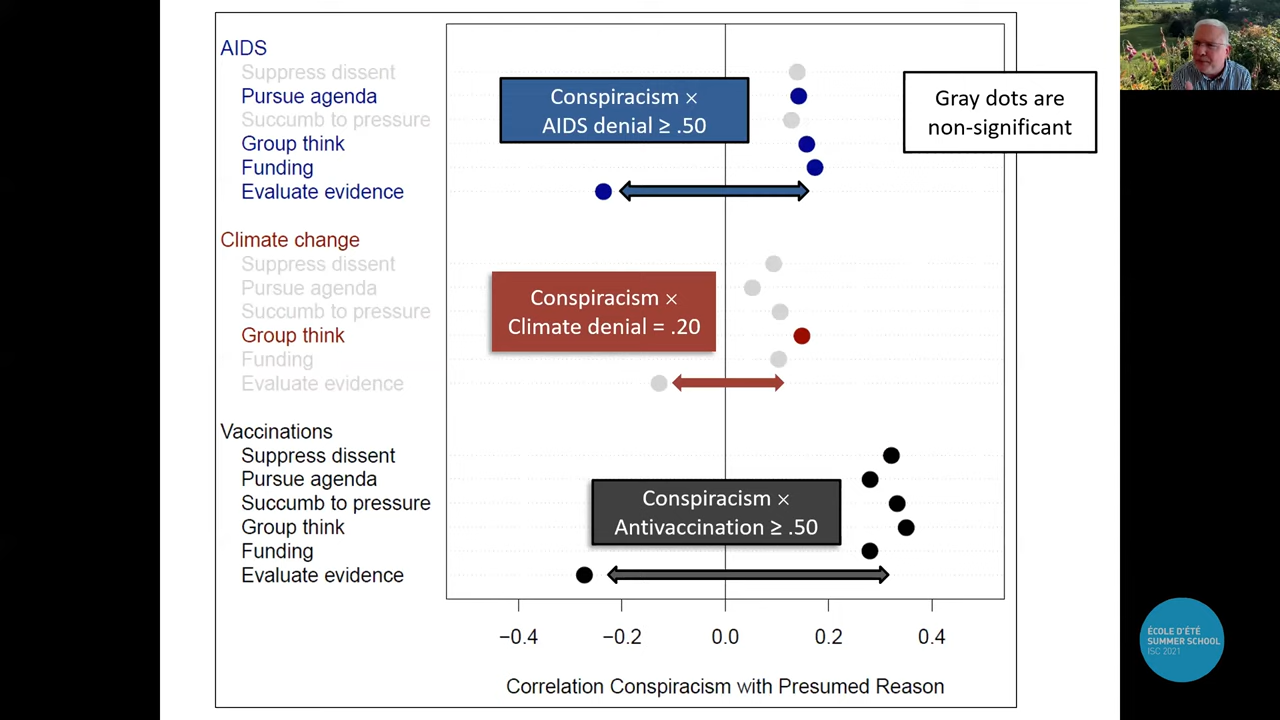 AIDS
Suppress dissent
Pursue agenda
Succumb to pressure
Group think
Funding
Evaluate evidence
Conspiracism ×
AIDS denial ≥ .50
Gray dots are
non-significant
Climate change
Suppress dissent
Pursue agenda
Succumb to pressure
Group think
Funding
Evaluate evidence
Conspiracism ×
Climate denial = .20
Vaccinations
Suppress dissent
Pursue agenda
Succumb to pressure
Group think
Funding
Evaluate evidence
Conspiracism ×
Antivaccination ≥ .50
−0.4 −0.2 0.0 0.2 0.4
Correlation Conspiracism with Presumed Reason
ÉCOLE D'ÉTÉ
SUMMER SCHOOL
ISC 2021